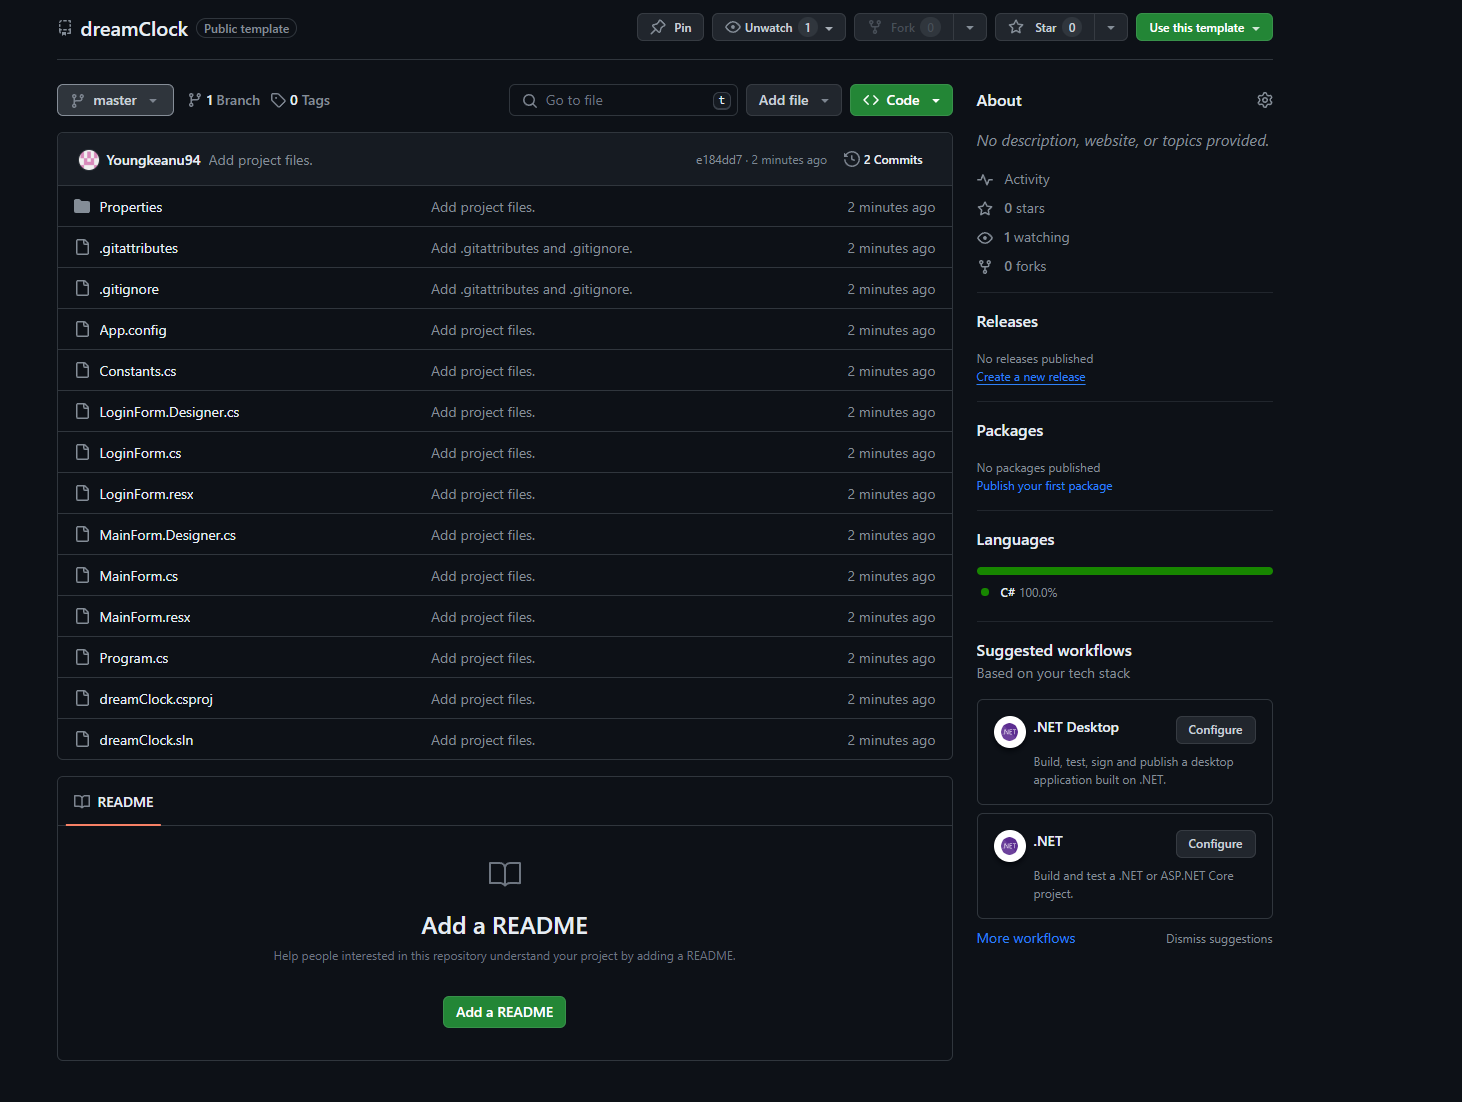 dreamClock Public template Pin Unwatch 1 Fork 0 Star 0 Use this template
master 1 Branch 0 Tags Go to file t Add file Code
Youngkeanu94 Add project files. e184dd7 · 2 minutes ago 2 Commits
Properties Add project files. 2 minutes ago
.gitattributes Add .gitattributes and .gitignore. 2 minutes ago
.gitignore Add .gitattributes and .gitignore. 2 minutes ago
App.config Add project files. 2 minutes ago
Constants.cs Add project files. 2 minutes ago
LoginForm.Designer.cs Add project files. 2 minutes ago
LoginForm.cs Add project files. 2 minutes ago
LoginForm.resx Add project files. 2 minutes ago
MainForm.Designer.cs Add project files. 2 minutes ago
MainForm.cs Add project files. 2 minutes ago
MainForm.resx Add project files. 2 minutes ago
Program.cs Add project files. 2 minutes ago
dreamClock.csproj Add project files. 2 minutes ago
dreamClock.sln Add project files. 2 minutes ago
README
Add a README
Help people interested in this repository understand your project by adding a README.
Add a README
About
No description, website, or topics provided.
Activity
0 stars
1 watching
0 forks
Releases
No releases published
Create a new release
Packages
No packages published
Publish your first package
Languages
C# 100.0%
Suggested workflows
Based on your tech stack
.NET .NET Desktop Configure
Build, test, sign and publish a desktop
application built on .NET.
.NET .NET Configure
Build and test a .NET or ASP.NET Core
project.
More workflows Dismiss suggestions